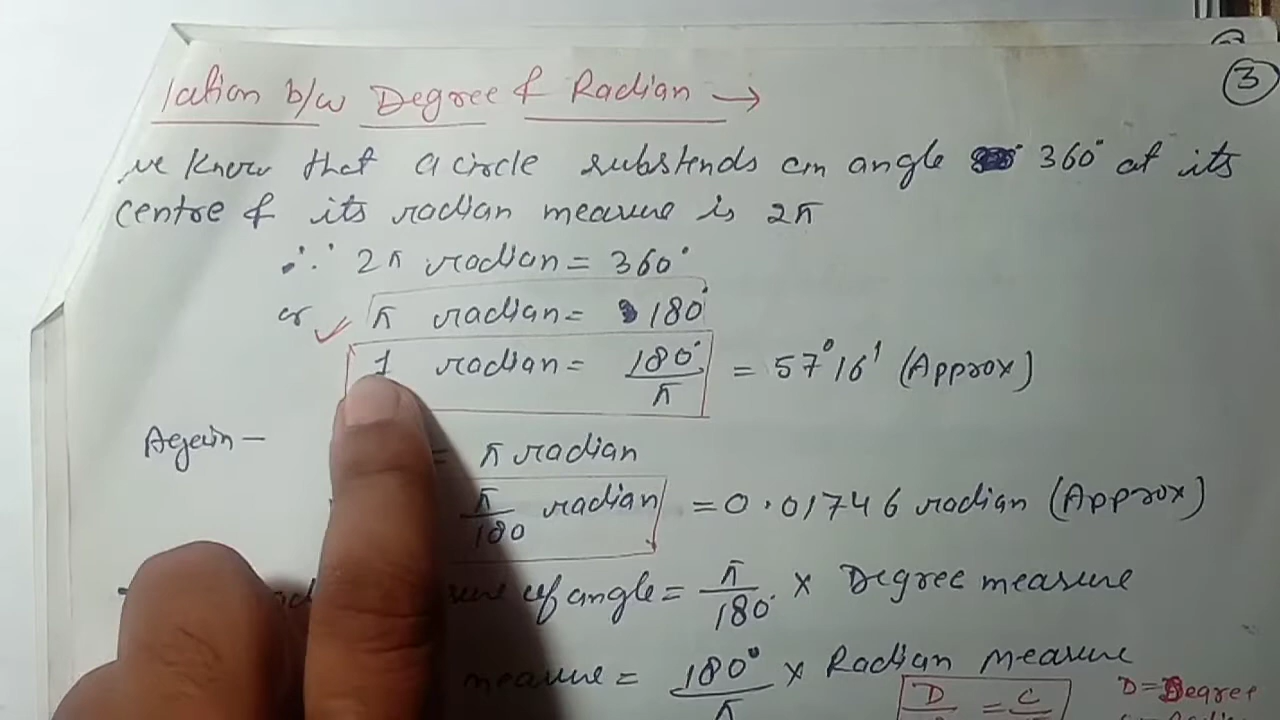 lation b/w Degree & Radian →
3
we know that a circle substends an angle 360° at its
centre & its radian measure is 2π
∴ 2π radian = 360°
or π radian = 180°
1 radian = 180°/π = 57°16' (Approx)
Again —
= π radian
π/180 radian = 0.01746 radian (Approx)
of angle = π/180° × Degree measure
measure = 180°/π × Radian measure
D = C
D = Degree